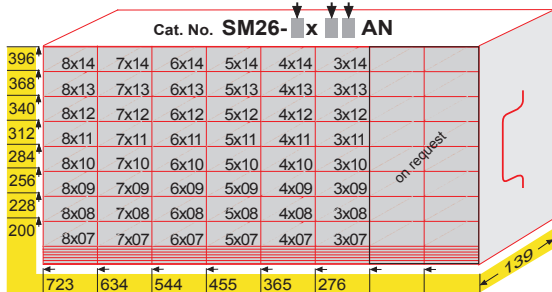 Cat. No. SM26- x AN
396 8x14 7x14 6x14 5x14 4x14 3x14
368 8x13 7x13 6x13 5x13 4x13 3x13
340 8x12 7x12 6x12 5x12 4x12 3x12
312 8x11 7x11 6x11 5x11 4x11 3x11
284 8x10 7x10 6x10 5x10 4x10 3x10
256 8x09 7x09 6x09 5x09 4x09 3x09
228 8x08 7x08 6x08 5x08 4x08 3x08
200 8x07 7x07 6x07 5x07 4x07 3x07
on request
723 634 544 455 365 276
139